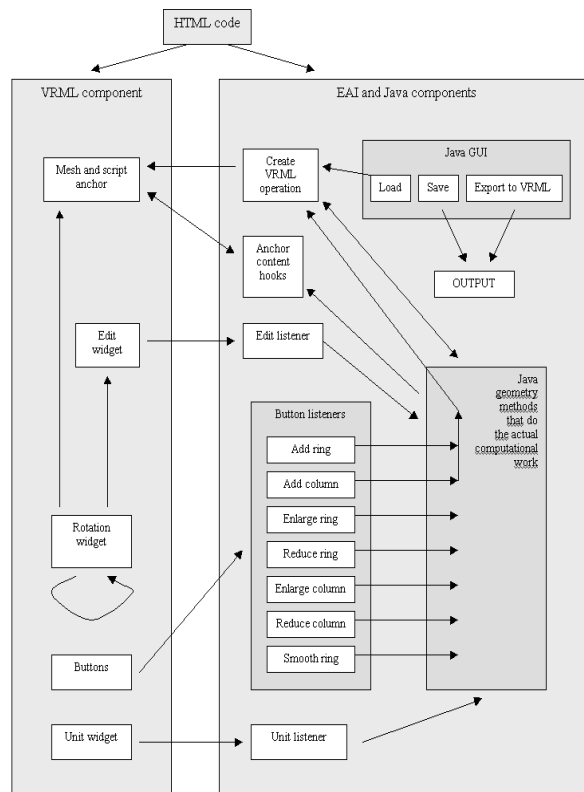 HTML code
VRML component
EAI and Java components
Mesh and script
anchor
Create
VRML
operation
Java GUI
Load
Save
Export to VRML
Anchor
content
hooks
OUTPUT
Edit
widget
Edit listener
Java
geometry
methods
that do
the actual
computational
work
Button listeners
Add ring
Add column
Enlarge ring
Reduce ring
Enlarge column
Reduce column
Smooth ring
Rotation
widget
Buttons
Unit widget
Unit listener